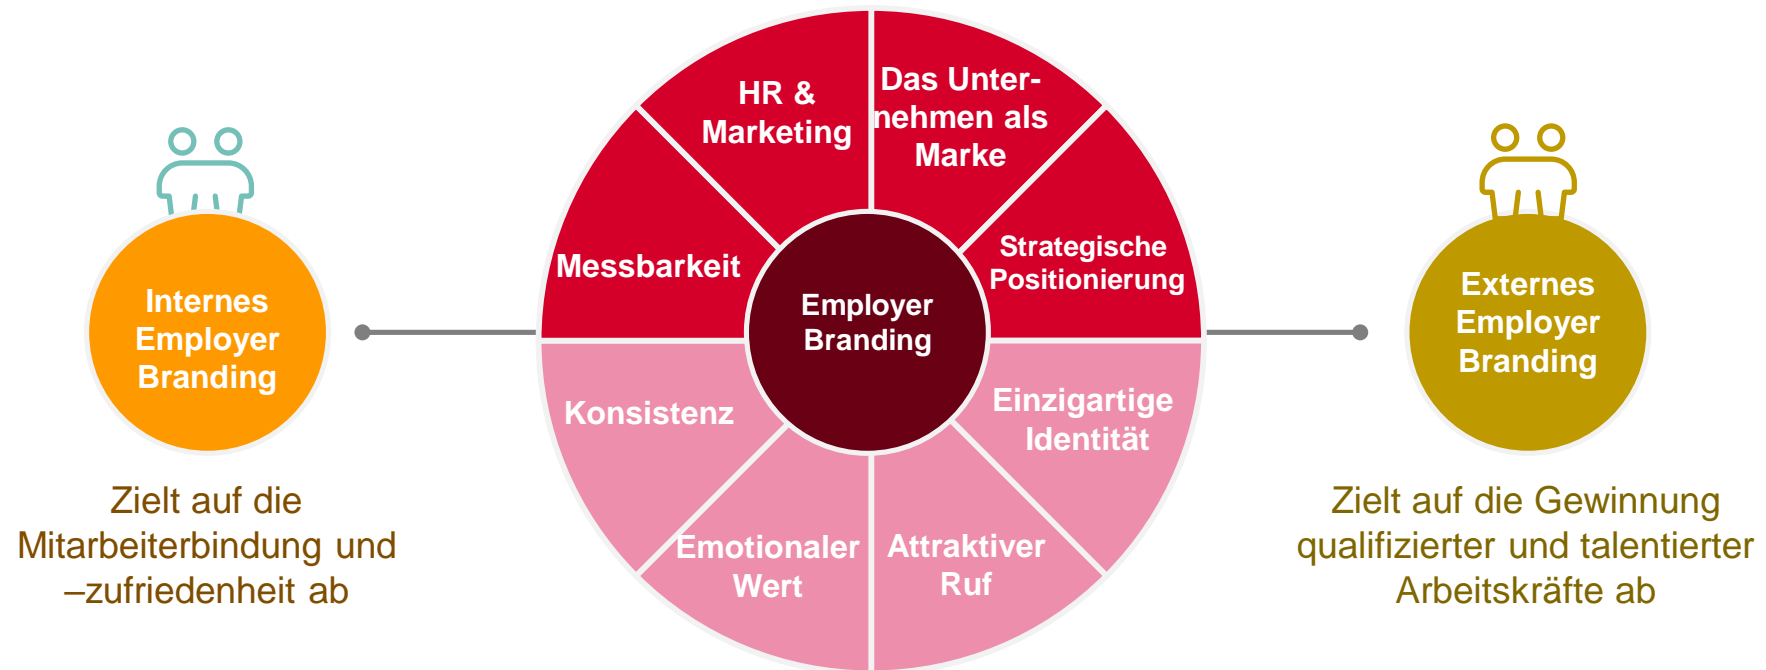 HR &
Marketing
Das Unter-
nehmen als
Marke
Messbarkeit
Strategische
Positionierung
Internes
Employer
Branding
Employer
Branding
Externes
Employer
Branding
Konsistenz
Einzigartige
Identität
Emotionaler
Wert
Attraktiver
Ruf
Zielt auf die
Mitarbeiterbindung und
–zufriedenheit ab
Zielt auf die Gewinnung
qualifizierter und talentierter
Arbeitskräfte ab